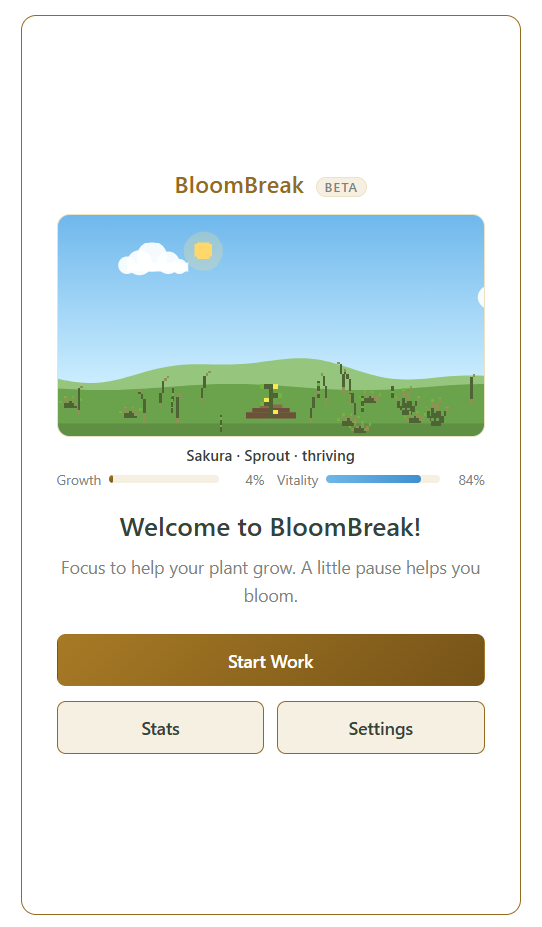 BloomBreak BETA
Sakura · Sprout · thriving
Growth 4% Vitality 84%
Welcome to BloomBreak!
Focus to help your plant grow. A little pause helps you
bloom.
Start Work
Stats Settings